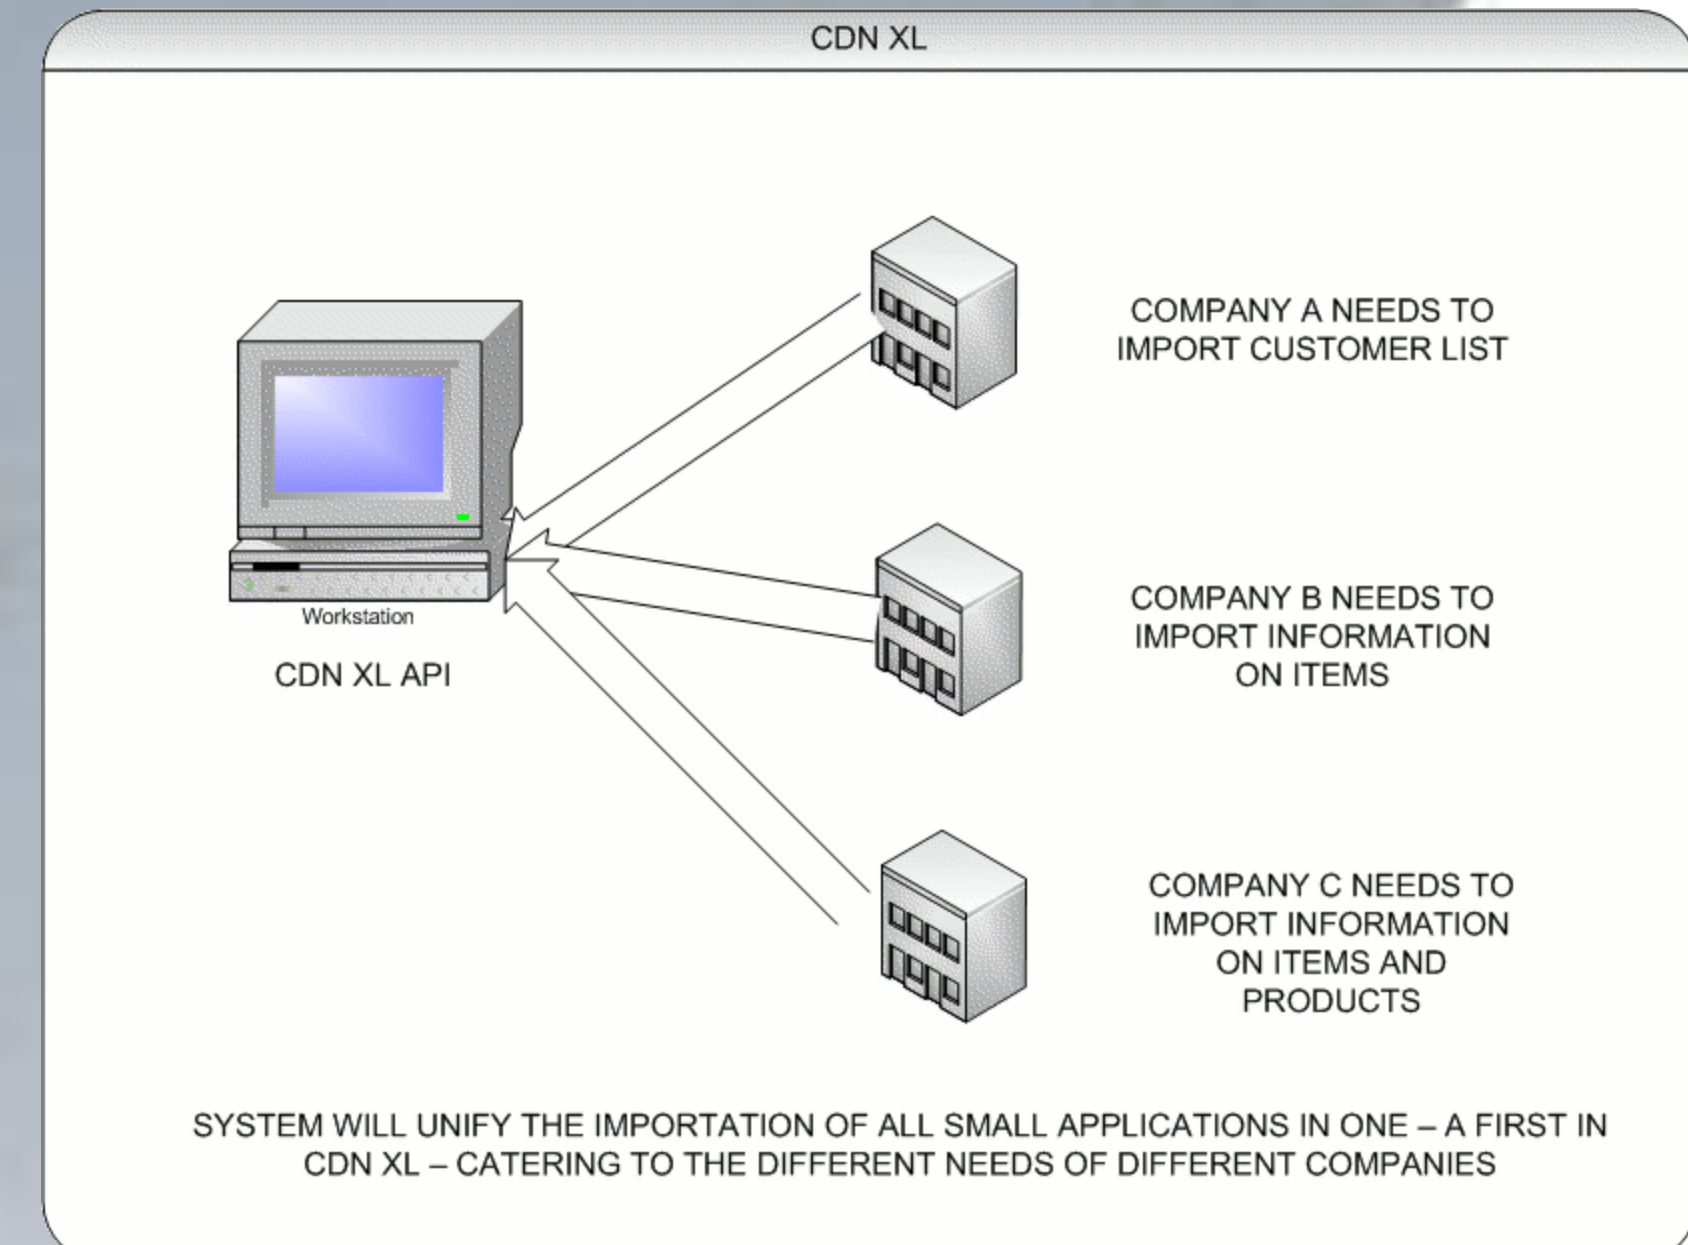 CDN XL
COMPANY A NEEDS TO
IMPORT CUSTOMER LIST
Workstation
CDN XL API
COMPANY B NEEDS TO
IMPORT INFORMATION
ON ITEMS
COMPANY C NEEDS TO
IMPORT INFORMATION
ON ITEMS AND
PRODUCTS
SYSTEM WILL UNIFY THE IMPORTATION OF ALL SMALL APPLICATIONS IN ONE – A FIRST IN
CDN XL – CATERING TO THE DIFFERENT NEEDS OF DIFFERENT COMPANIES